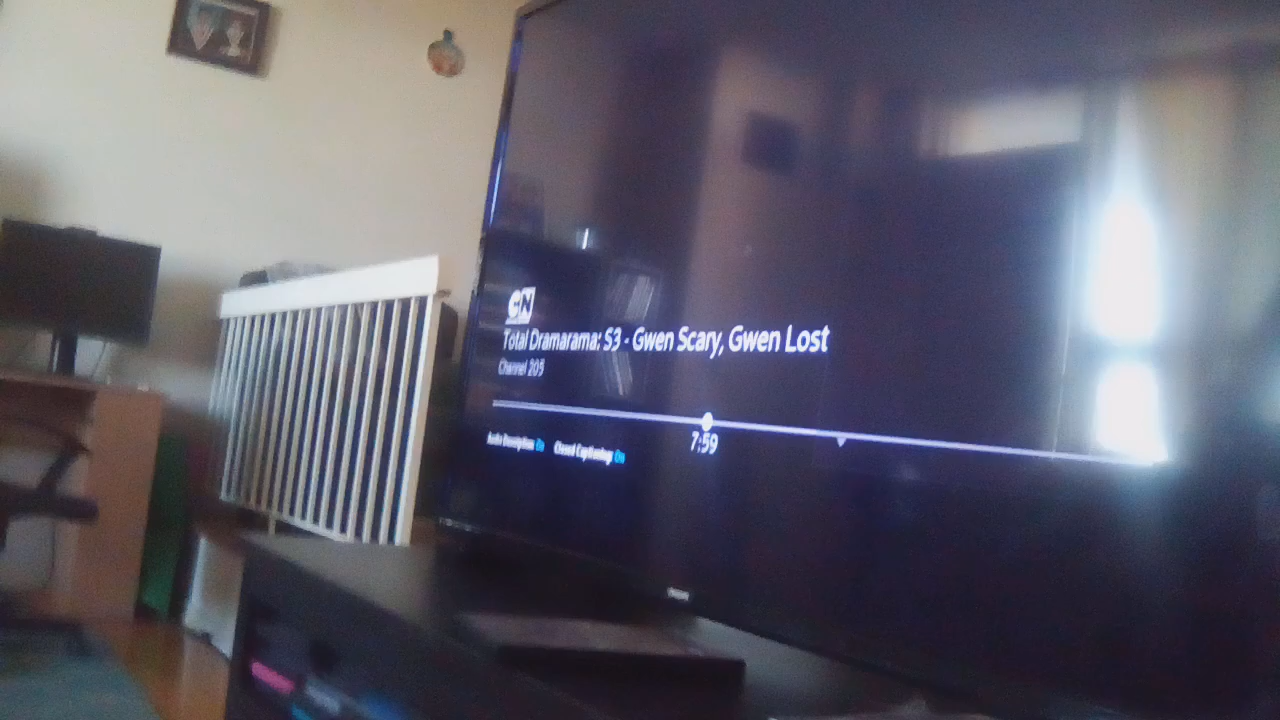 CN
Total Dramarama: S3 - Gwen Scary, Gwen Lost
Channel 205
7:59
Audio Description: On Closed Captioning: On